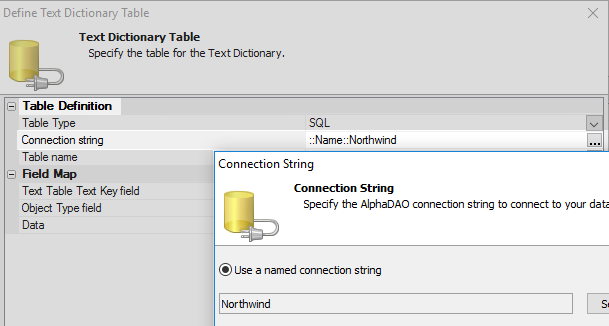 Define Text Dictionary Table
Text Dictionary Table
Specify the table for the Text Dictionary.
Table Definition
Table Type SQL
Connection string ::Name::Northwind
Table name
Field Map
Text Table Text Key field
Object Type field
Data
Connection String
Connection String
Specify the AlphaDAO connection string to connect to your data
Use a named connection string
Northwind